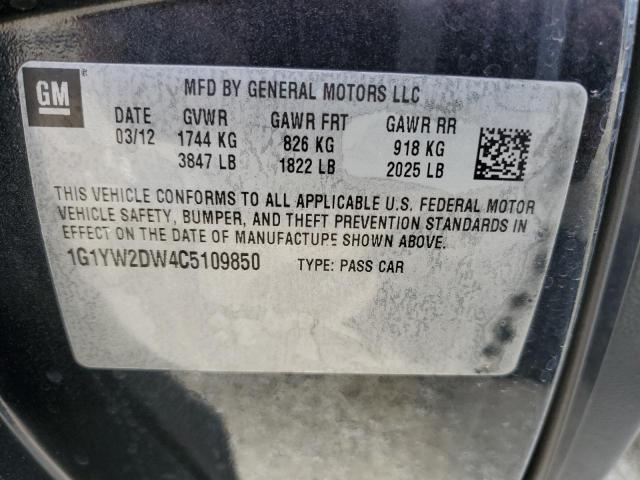 GM
®
MFD BY GENERAL MOTORS LLC
DATE GVWR GAWR FRT GAWR RR
03/12 1744 KG 826 KG 918 KG
3847 LB 1822 LB 2025 LB
THIS VEHICLE CONFORMS TO ALL APPLICABLE U.S. FEDERAL MOTOR
VEHICLE SAFETY, BUMPER, AND THEFT PREVENTION STANDARDS IN
EFFECT ON THE DATE OF MANUFACTURE SHOWN ABOVE.
1G1YW2DW4C5109850 TYPE: PASS CAR